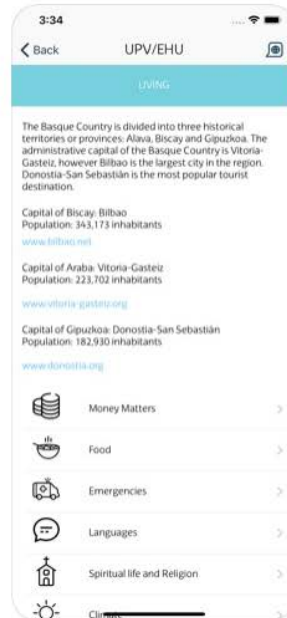 3:34
Back
UPV/EHU
LIVING
The Basque Country is divided into three historical
territories or provinces: Alava, Biscay and Gipuzkoa. The
administrative capital of the Basque Country is Vitoria-
Gasteiz, however Bilbao is the largest city in the region.
Donostia-San Sebastián is the most popular tourist
destination.
Capital of Biscay: Bilbao
Population: 343,173 inhabitants
www.bilbao.net
Capital of Araba: Vitoria-Gasteiz
Population: 223,702 inhabitants
www.vitoria-gasteiz.org
Capital of Gipuzkoa: Donostia-San Sebastián
Population: 182,930 inhabitants
www.donostia.org
Money Matters
Food
Emergencies
Languages
Spiritual life and Religion
Climate